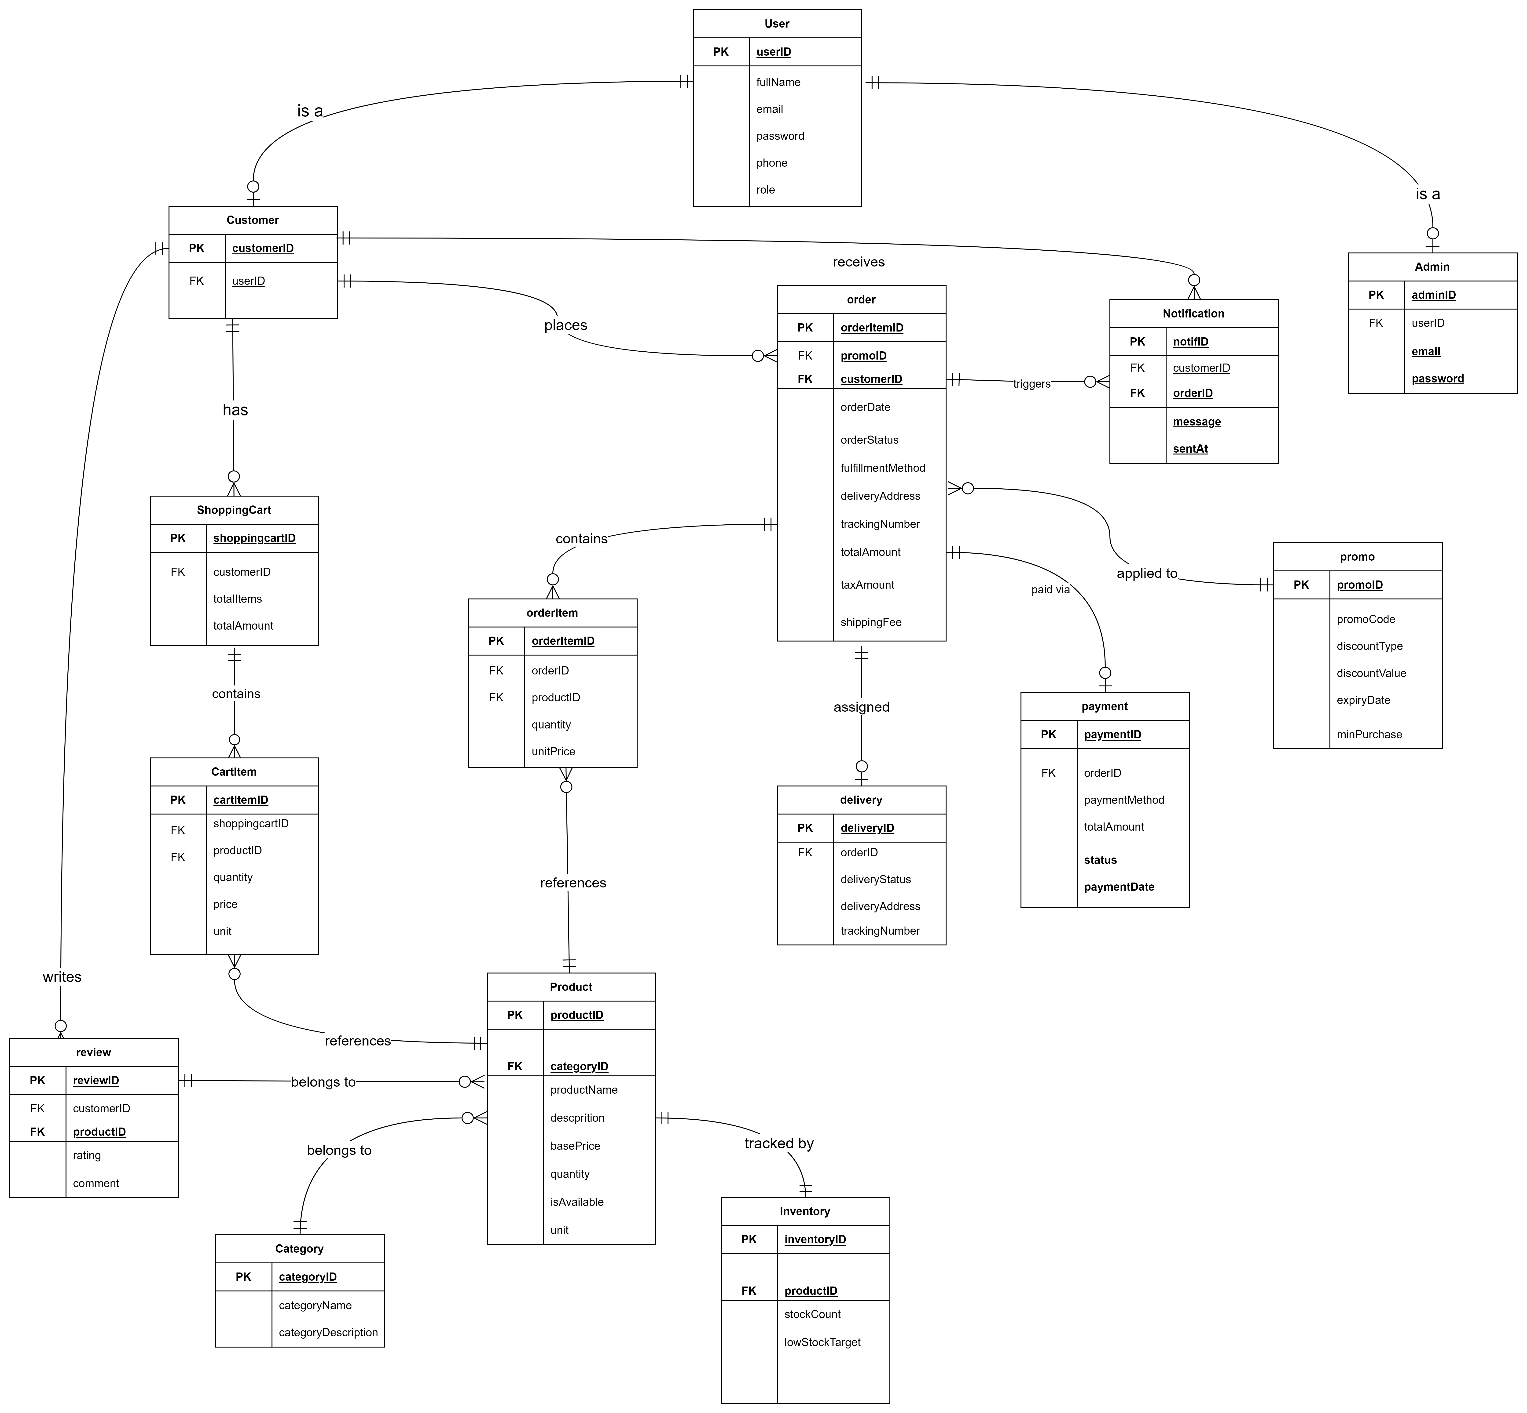 User
PK userID
fullName
email
password
phone
role
is a
is a
Customer
PK customerID
FK userID
receives
places
has
writes
Admin
PK adminID
FK userID
email
password
order
PK orderItemID
FK promoID
FK customerID
orderDate
orderStatus
fulfillmentMethod
deliveryAddress
trackingNumber
totalAmount
taxAmount
shippingFee
triggers
Notification
PK notifID
FK customerID
FK orderID
message
sentAt
ShoppingCart
PK shoppingcartID
FK customerID
totalItems
totalAmount
contains
contains
applied to
paid via
assigned
promo
PK promoID
promoCode
discountType
discountValue
expiryDate
minPurchase
orderItem
PK orderItemID
FK orderID
FK productID
quantity
unitPrice
references
payment
PK paymentID
FK orderID
paymentMethod
totalAmount
status
paymentDate
CartItem
PK cartItemID
FK shoppingcartID
FK productID
quantity
price
unit
references
delivery
PK deliveryID
FK orderID
deliveryStatus
deliveryAddress
trackingNumber
Product
PK productID
FK categoryID
productName
descprition
basePrice
quantity
isAvailable
unit
review
PK reviewID
FK customerID
FK productID
rating
comment
belongs to
belongs to
tracked by
Category
PK categoryID
categoryName
categoryDescription
Inventory
PK inventoryID
FK productID
stockCount
lowStockTarget